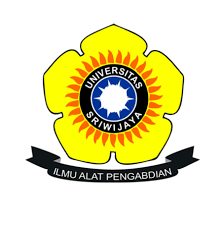 UNIVERSITAS
SRIWIJAYA
ILMU ALAT PENGABDIAN